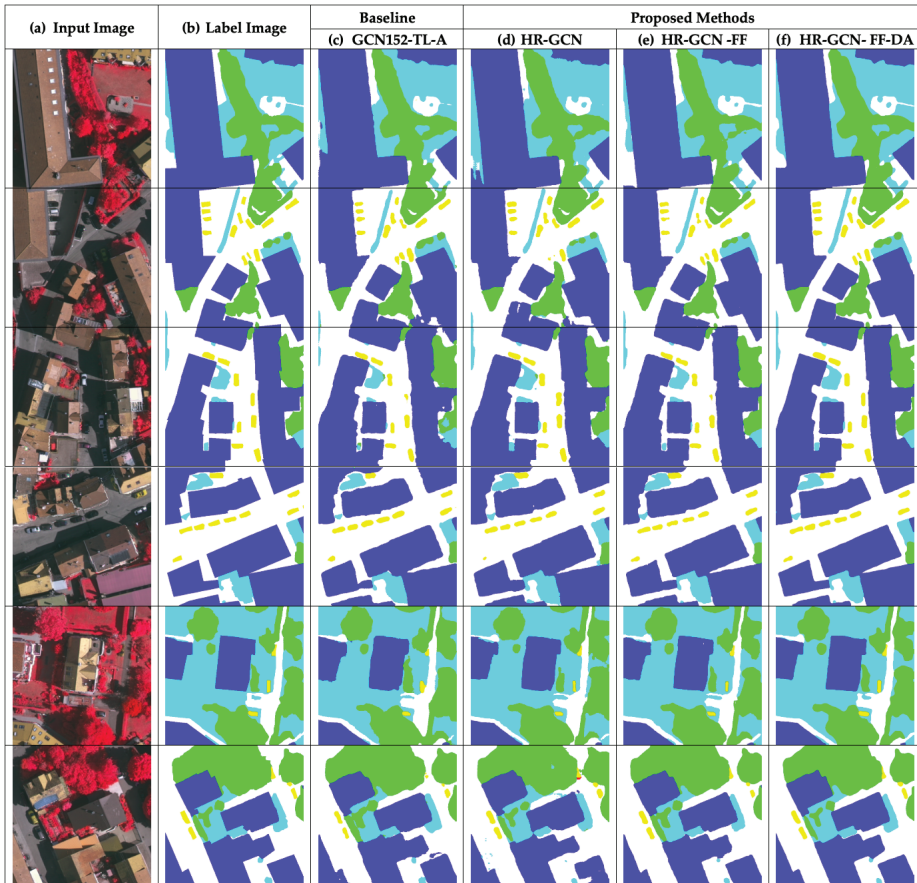 (a) Input Image
(b) Label Image
Baseline
Proposed Methods
(c) GCN152-TL-A
(d) HR-GCN
(e) HR-GCN -FF
(f) HR-GCN- FF-DA